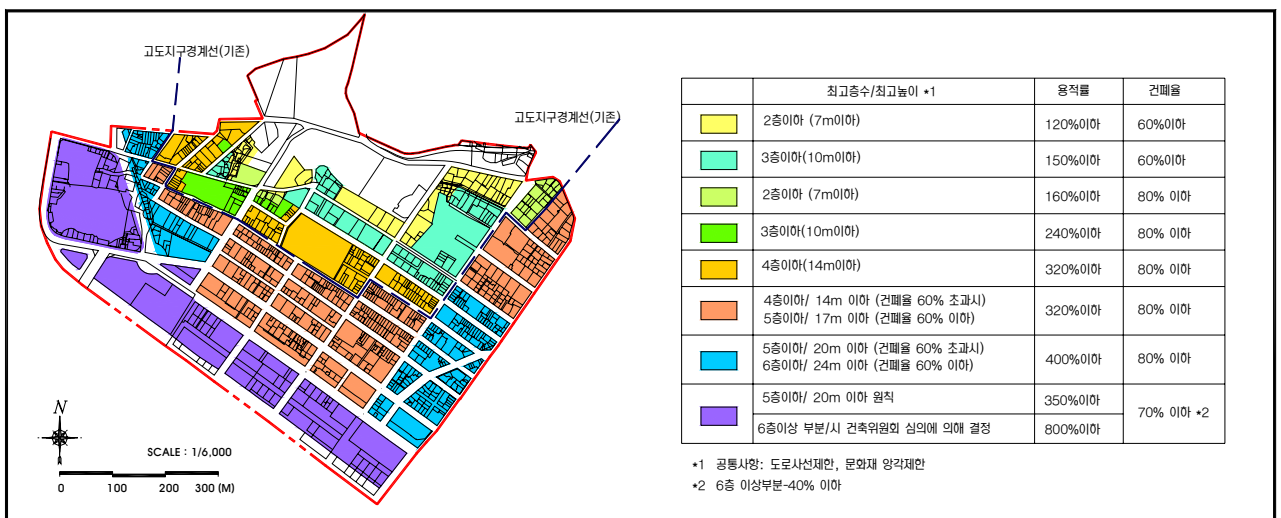 고도지구경계선(기존)
고도지구경계선(기존)
N
SCALE : 1/6,000
0 100 200 300 (M)
최고층수/최고높이 *1 용적률 건폐율
2층이하 (7m이하) 120%이하 60%이하
3층이하(10m이하) 150%이하 60%이하
2층이하 (7m이하) 160%이하 80% 이하
3층이하(10m이하) 240%이하 80% 이하
4층이하(14m이하) 320%이하 80% 이하
4층이하/ 14m 이하 (건폐율 60% 초과시)
5층이하/ 17m 이하 (건폐율 60% 이하)
320%이하 80% 이하
5층이하/ 20m 이하 (건폐율 60% 초과시)
6층이하/ 24m 이하 (건폐율 60% 이하)
400%이하 80% 이하
5층이하/ 20m 이하 원칙 350%이하
70% 이하 *2
6층이상 부분/시 건축위원회 심의에 의해 결정 800%이하
*1 공통사항: 도로사선제한, 문화재 앙각제한
*2 6층 이상부분-40% 이하